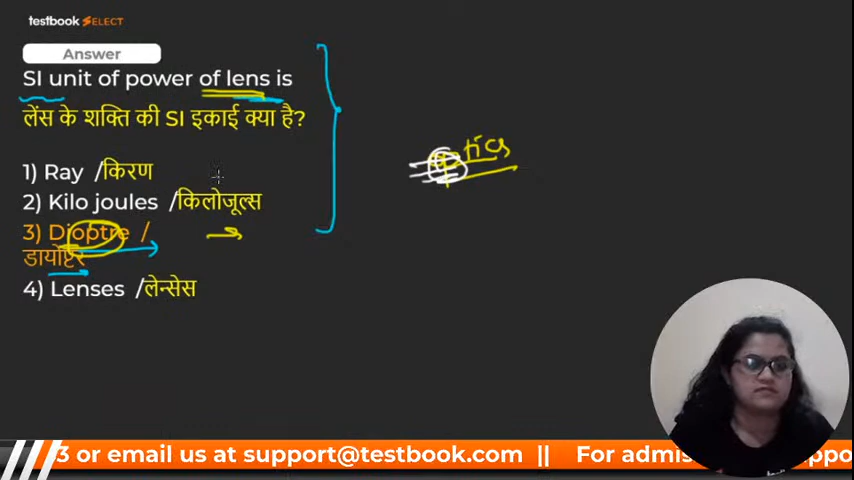 testbook SELECT
Answer
SI unit of power of lens is
लेंस के शक्ति की SI इकाई क्या है?
1) Ray /किरण
2) Kilo joules /किलोजूल्स
3) Dioptre /
डायोप्टर
4) Lenses /लेन्सेस
ptics
3 or email us at support@testbook.com || For admis